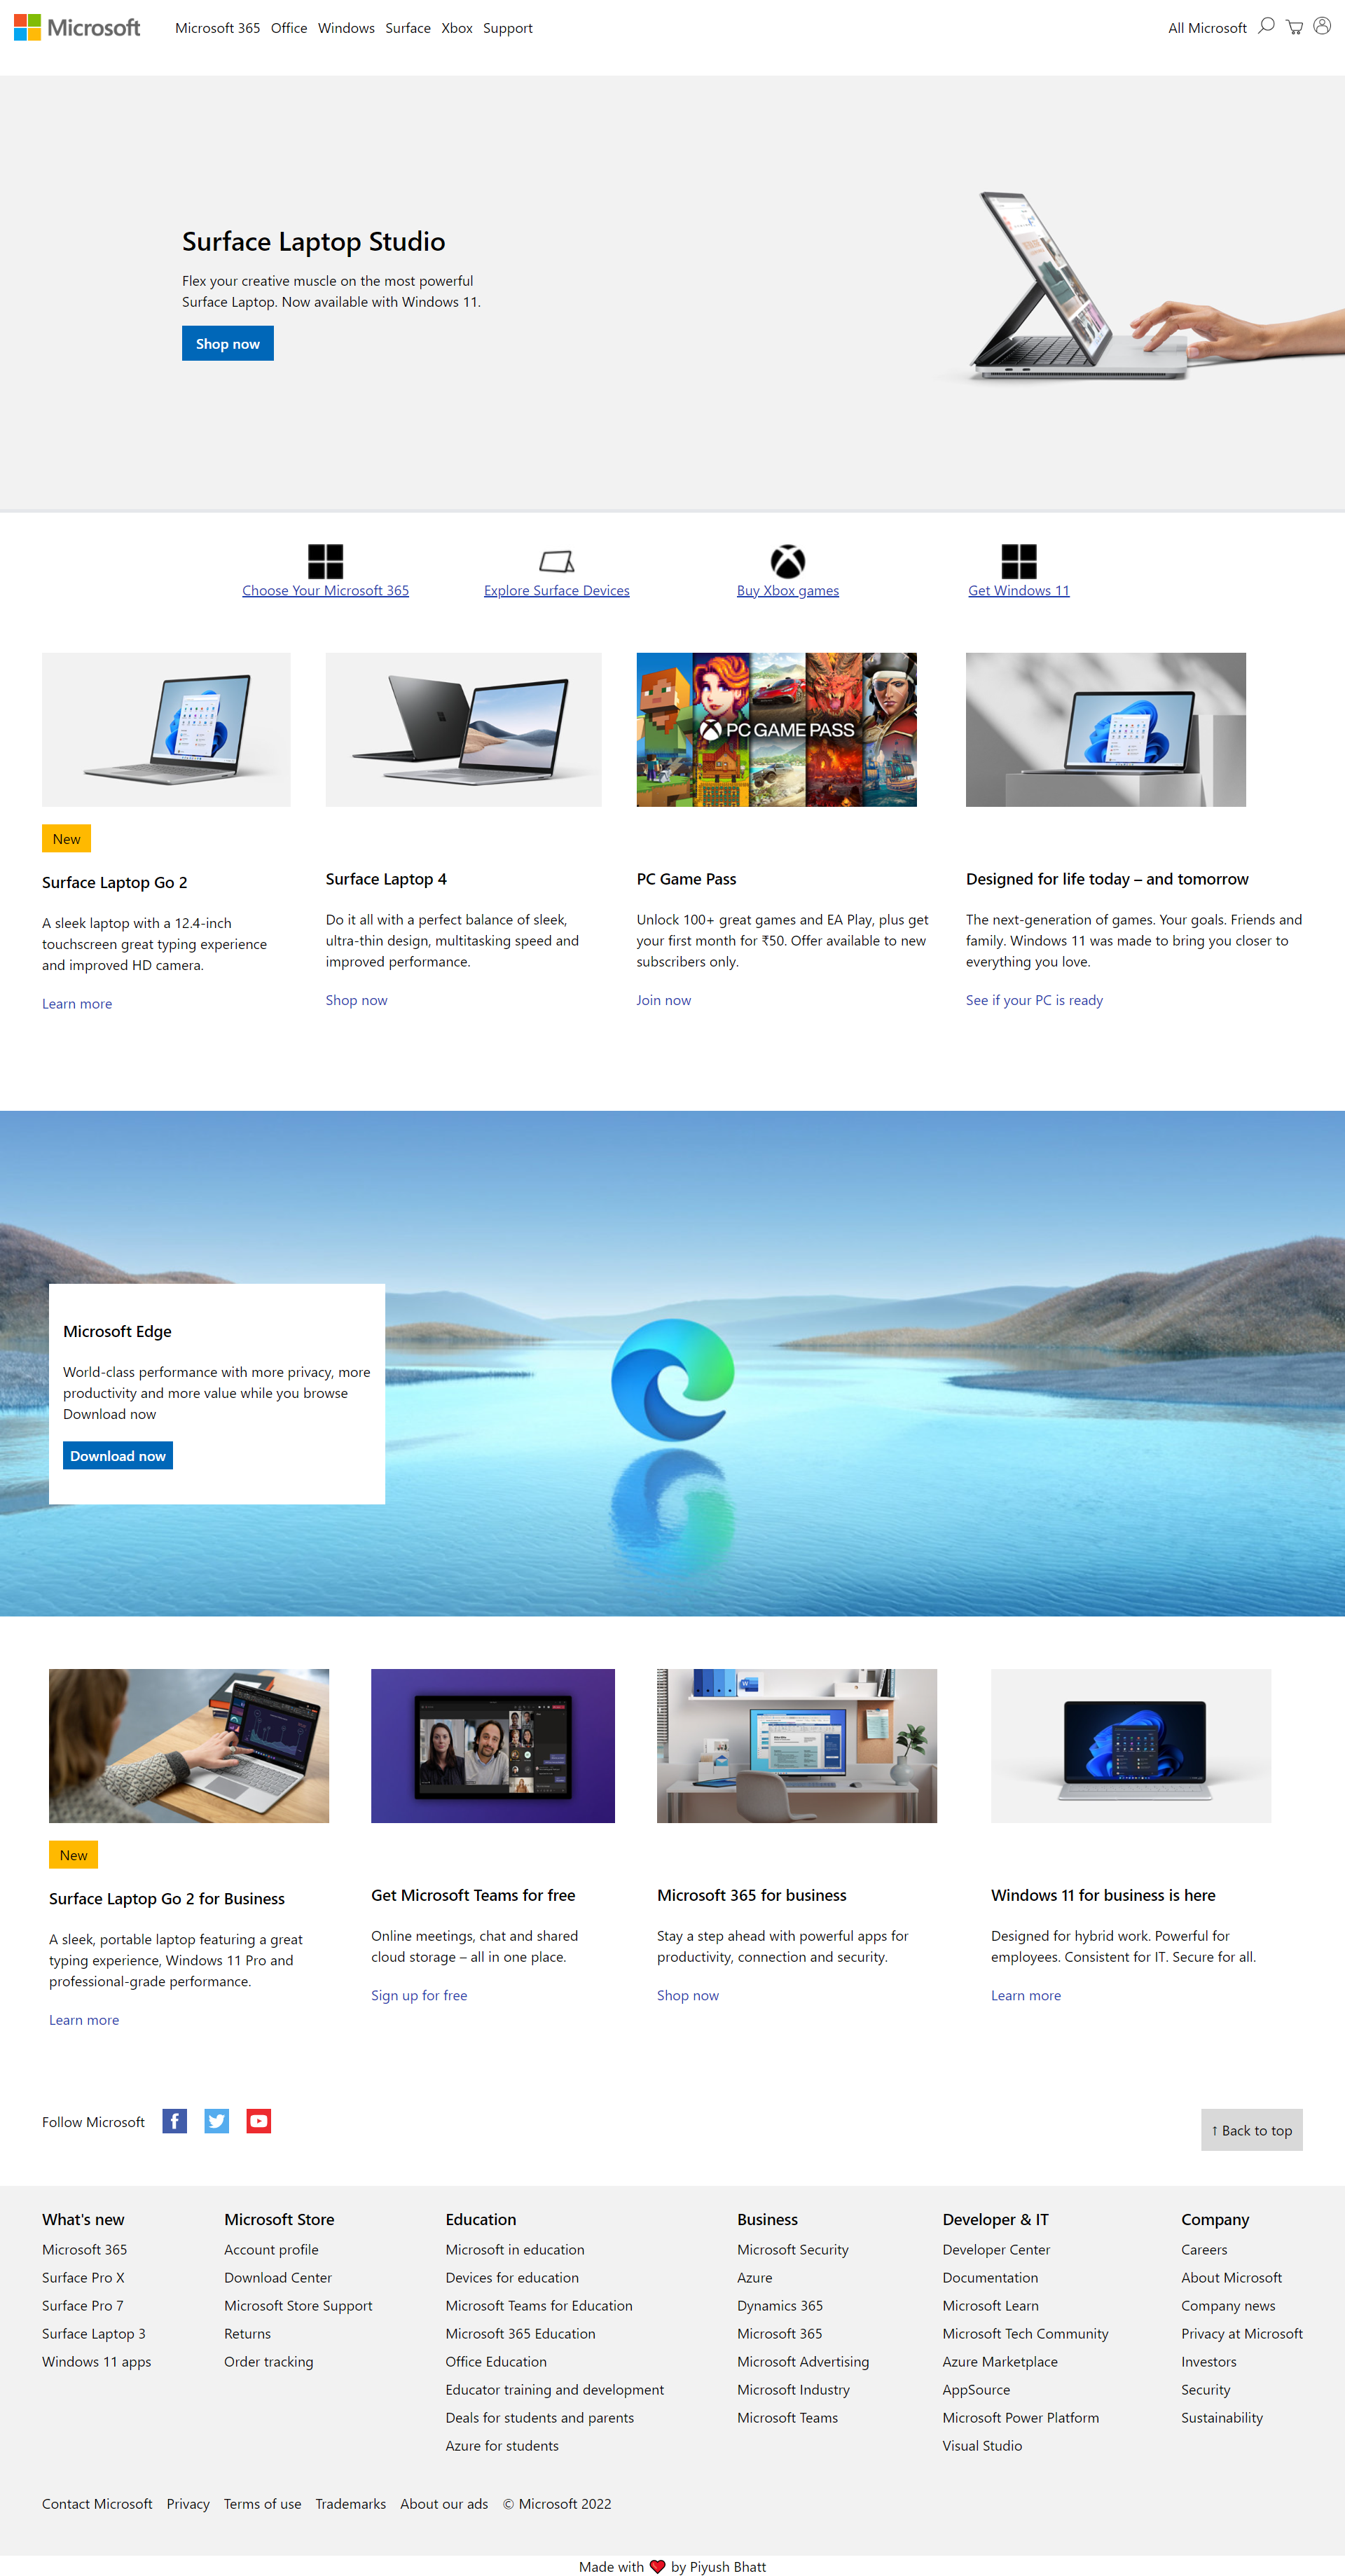 Microsoft
Microsoft 365 Office Windows Surface Xbox Support
All Microsoft
Surface Laptop Studio
Flex your creative muscle on the most powerful
Surface Laptop. Now available with Windows 11.
Shop now
Choose Your Microsoft 365
Explore Surface Devices
Buy Xbox games
Get Windows 11
New
Surface Laptop Go 2
A sleek laptop with a 12.4-inch
touchscreen great typing experience
and improved HD camera.
Learn more
Surface Laptop 4
Do it all with a perfect balance of sleek,
ultra-thin design, multitasking speed and
improved performance.
Shop now
PC GAME PASS
PC Game Pass
Unlock 100+ great games and EA Play, plus get
your first month for ₹50. Offer available to new
subscribers only.
Join now
Designed for life today – and tomorrow
The next-generation of games. Your goals. Friends and
family. Windows 11 was made to bring you closer to
everything you love.
See if your PC is ready
Microsoft Edge
World-class performance with more privacy, more
productivity and more value while you browse
Download now
Download now
New
Surface Laptop Go 2 for Business
A sleek, portable laptop featuring a great
typing experience, Windows 11 Pro and
professional-grade performance.
Learn more
Get Microsoft Teams for free
Online meetings, chat and shared
cloud storage – all in one place.
Sign up for free
Microsoft 365 for business
Stay a step ahead with powerful apps for
productivity, connection and security.
Shop now
Windows 11 for business is here
Designed for hybrid work. Powerful for
employees. Consistent for IT. Secure for all.
Learn more
Follow Microsoft
↑ Back to top
What's new
Microsoft 365
Surface Pro X
Surface Pro 7
Surface Laptop 3
Windows 11 apps
Microsoft Store
Account profile
Download Center
Microsoft Store Support
Returns
Order tracking
Education
Microsoft in education
Devices for education
Microsoft Teams for Education
Microsoft 365 Education
Office Education
Educator training and development
Deals for students and parents
Azure for students
Business
Microsoft Security
Azure
Dynamics 365
Microsoft 365
Microsoft Advertising
Microsoft Industry
Microsoft Teams
Developer & IT
Developer Center
Documentation
Microsoft Learn
Microsoft Tech Community
Azure Marketplace
AppSource
Microsoft Power Platform
Visual Studio
Company
Careers
About Microsoft
Company news
Privacy at Microsoft
Investors
Security
Sustainability
Contact Microsoft Privacy Terms of use Trademarks About our ads © Microsoft 2022
Made with ❤ by Piyush Bhatt